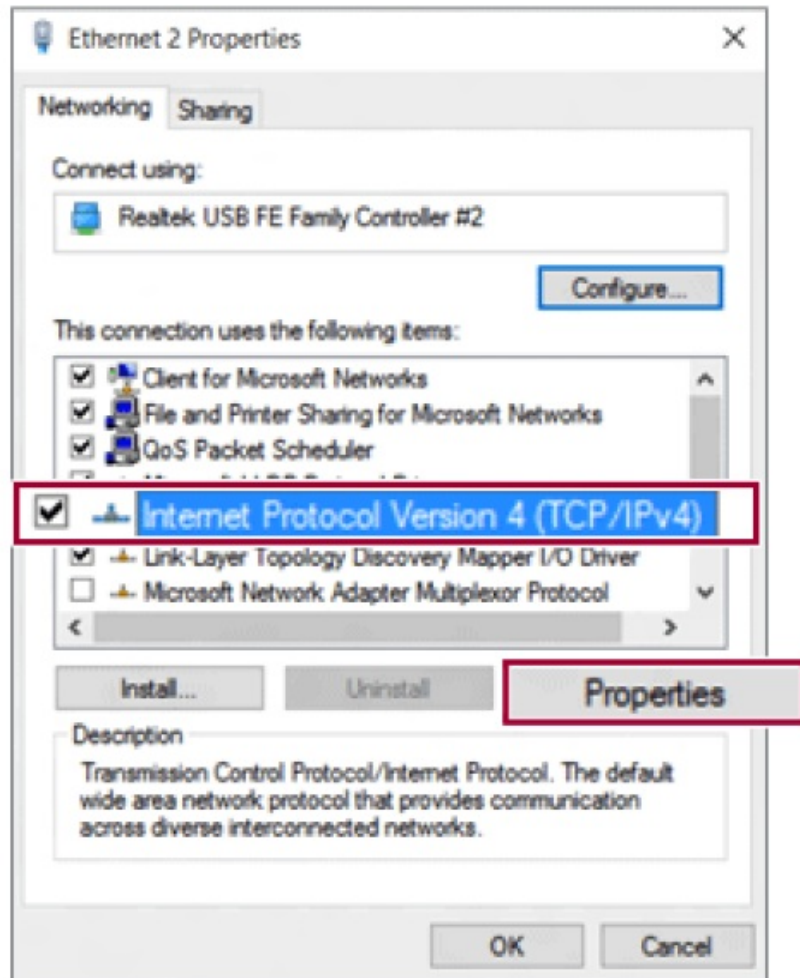 Ethernet 2 Properties
Networking
Sharing
Connect using:
Realtek USB FE Family Controller #2
Configure...
This connection uses the following items:
Client for Microsoft Networks
File and Printer Sharing for Microsoft Networks
QoS Packet Scheduler
Internet Protocol Version 4 (TCP/IPv4)
Link-Layer Topology Discovery Mapper I/O Driver
Microsoft Network Adapter Multiplexor Protocol
Install...
Uninstall
Properties
Description
Transmission Control Protocol/Internet Protocol. The default
wide area network protocol that provides communication
across diverse interconnected networks.
OK
Cancel